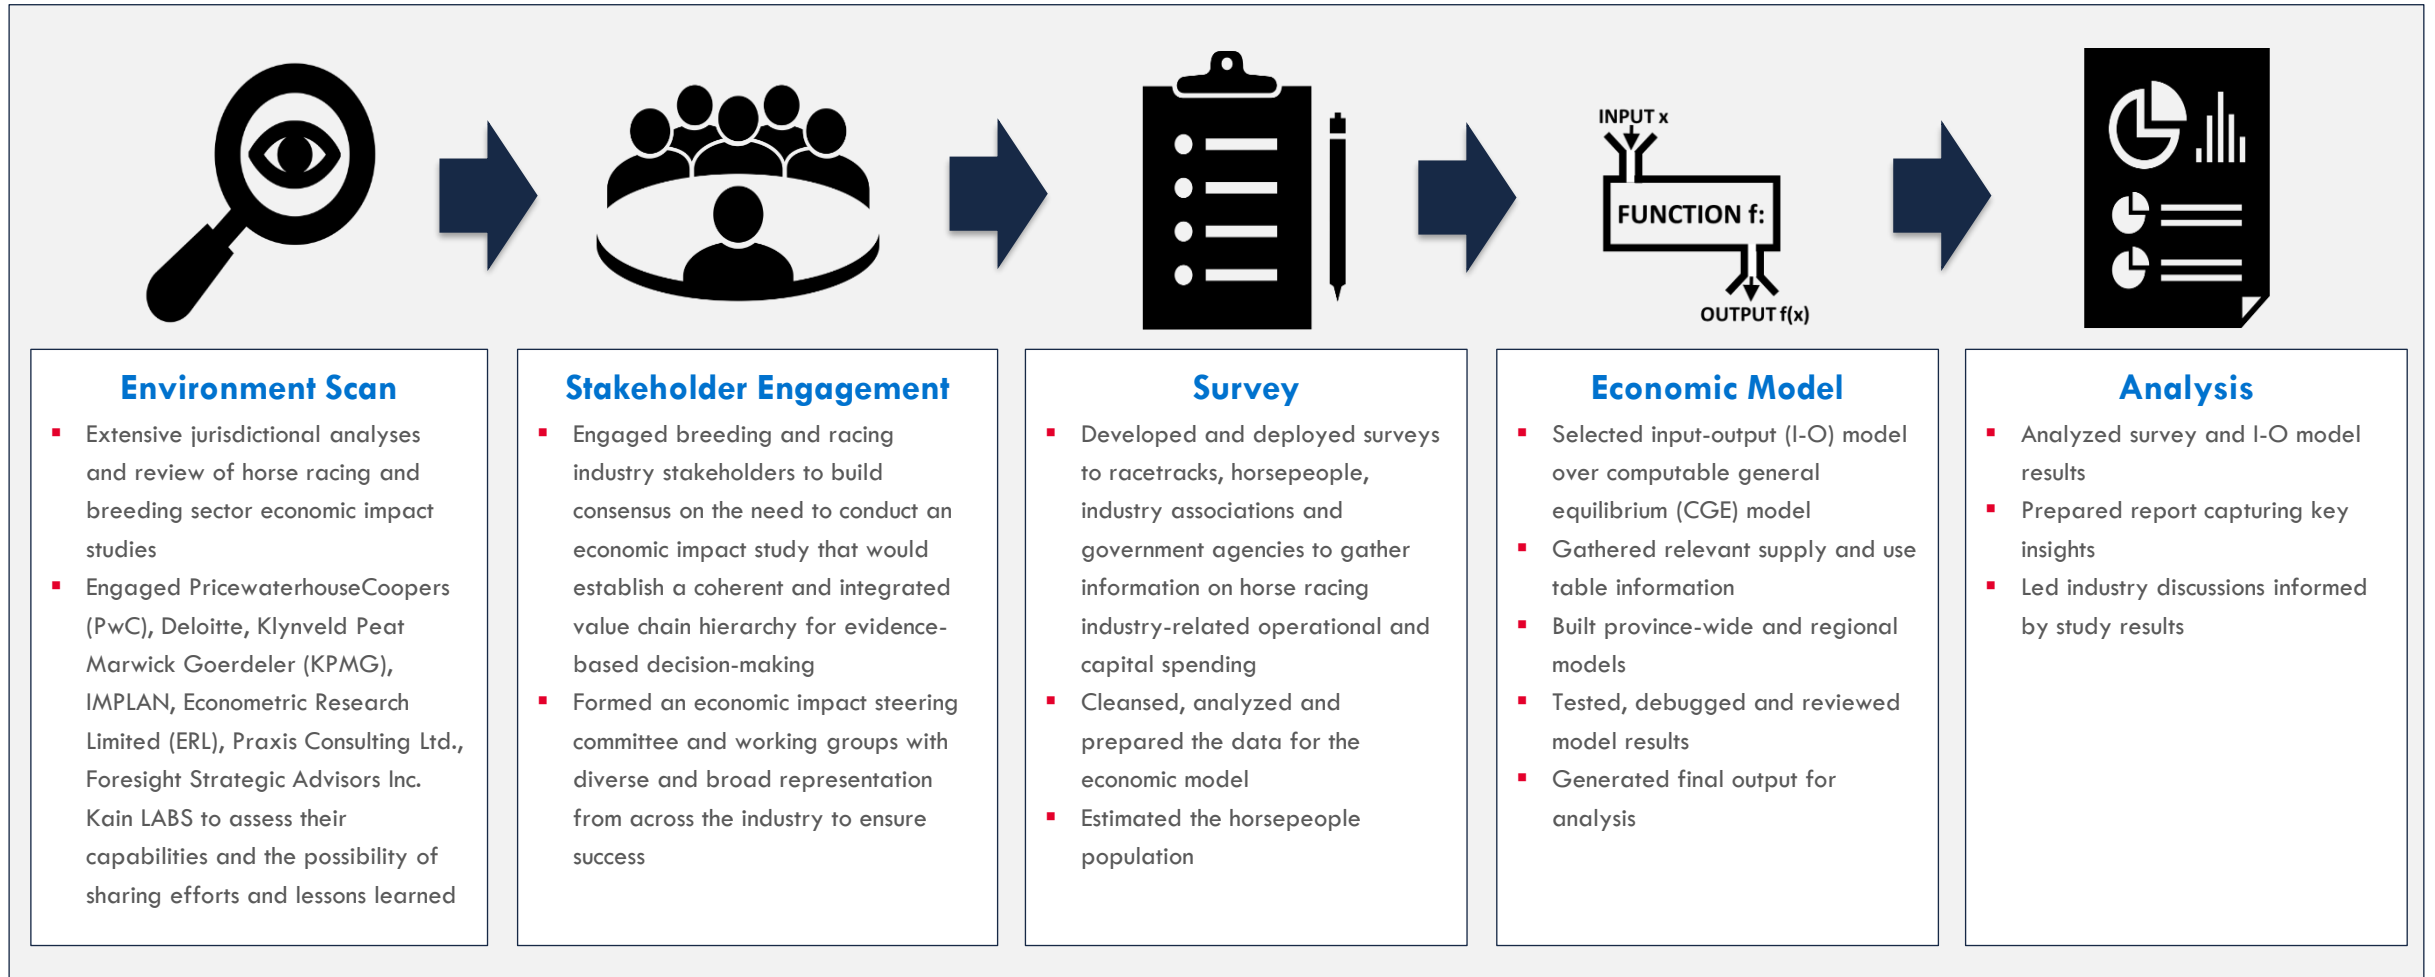 INPUT x
FUNCTION f:
OUTPUT f(x)
Environment Scan
Extensive jurisdictional analyses
and review of horse racing and
breeding sector economic impact
studies
Engaged PricewaterhouseCoopers
(PwC), Deloitte, Klynveld Peat
Marwick Goerdeler (KPMG),
IMPLAN, Econometric Research
Limited (ERL), Praxis Consulting Ltd.,
Foresight Strategic Advisors Inc.
Kain LABS to assess their
capabilities and the possibility of
sharing efforts and lessons learned
Stakeholder Engagement
Engaged breeding and racing
industry stakeholders to build
consensus on the need to conduct an
economic impact study that would
establish a coherent and integrated
value chain hierarchy for evidence-
based decision-making
Formed an economic impact steering
committee and working groups with
diverse and broad representation
from across the industry to ensure
success
Survey
Developed and deployed surveys
to racetracks, horsepeople,
industry associations and
government agencies to gather
information on horse racing
industry-related operational and
capital spending
Cleansed, analyzed and
prepared the data for the
economic model
Estimated the horsepeople
population
Economic Model
Selected input-output (I-O) model
over computable general
equilibrium (CGE) model
Gathered relevant supply and use
table information
Built province-wide and regional
models
Tested, debugged and reviewed
model results
Generated final output for
analysis
Analysis
Analyzed survey and I-O model
results
Prepared report capturing key
insights
Led industry discussions informed
by study results